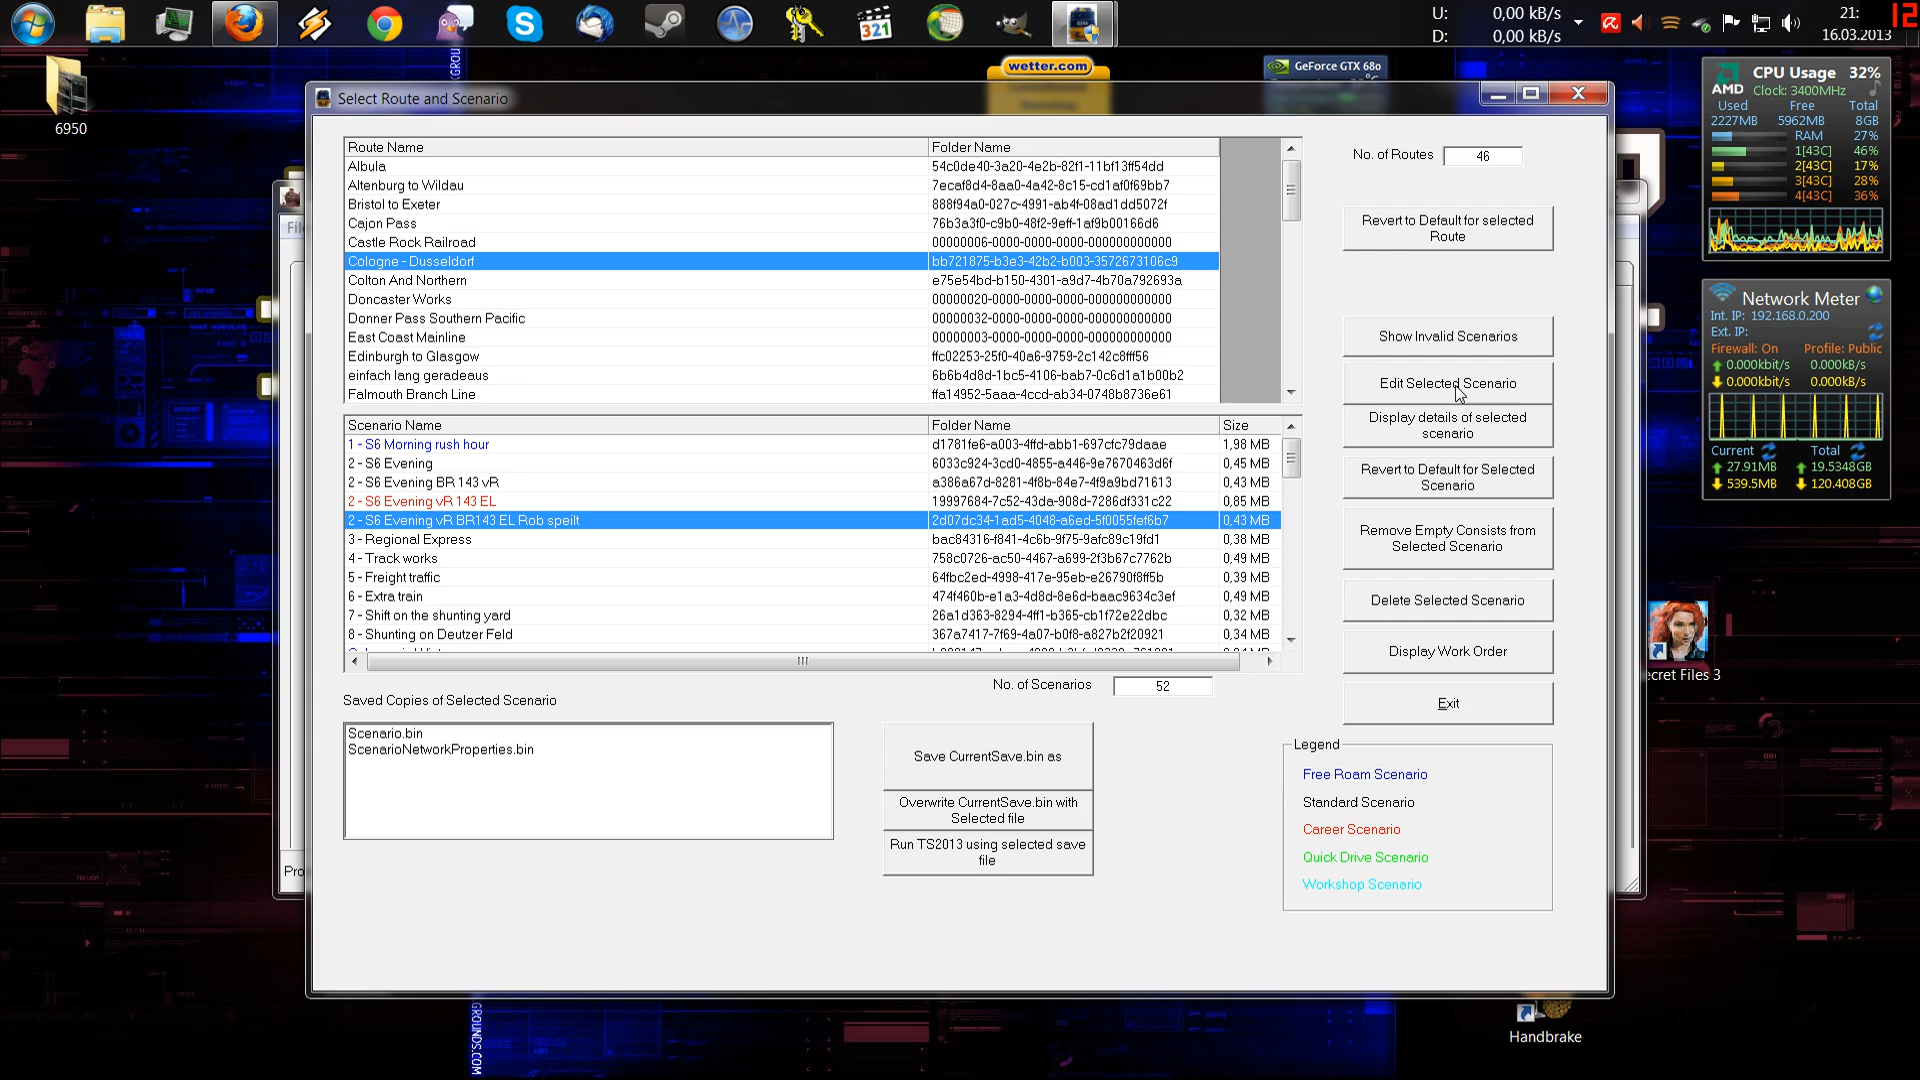 U: 0,00 kB/s
D: 0,00 kB/s
21:
12
16.03.2013
6950
wetter.com
GeForce GTX 680
CPU Usage 32%
AMD
Clock: 3400MHz
Used Free Total
2227MB 5962MB 8GB
RAM 27%
1[43C] 46%
2[43C] 17%
3[43C] 28%
4[43C] 36%
Network Meter
Int. IP: 192.168.0.200
Ext. IP:
Firewall: On Profile: Public
0.000kbit/s 0.000kB/s
0.000kbit/s 0.000kB/s
Current Total
27.91MB 19.5348GB
539.5MB 120.408GB
Select Route and Scenario
Route Name Folder Name
Albula 54c0de40-3a20-4e2b-82f1-11bf13ff54dd
Altenburg to Wildau 7ecaf8d4-8aa0-4a42-8c15-cd1af0f69bb7
Bristol to Exeter 888f94a0-027c-4991-ab4f-08ad1dd5072f
Cajon Pass 76b3a3f0-c9b0-48f2-9eff-1af9b00166d6
Castle Rock Railroad 00000006-0000-0000-0000-000000000000
Cologne - Dusseldorf bb721875-b3e3-42b2-b003-3572673106c9
Colton And Northern e75e54bd-b150-4301-a9d7-4b70a792693a
Doncaster Works 00000020-0000-0000-0000-000000000000
Donner Pass Southern Pacific 00000032-0000-0000-0000-000000000000
East Coast Mainline 00000003-0000-0000-0000-000000000000
Edinburgh to Glasgow ffc02253-25f0-40a6-9759-2c142c8fff56
einfach lang geradeaus 6b6b4d8d-1bc5-4106-bab7-0c6d1a1b00b2
Falmouth Branch Line ffa14952-5aaa-4ccd-ab34-0748b8736e61
No. of Routes 46
Revert to Default for selected
Route
Show Invalid Scenarios
Edit Selected Scenario
Display details of selected
scenario
Revert to Default for Selected
Scenario
Remove Empty Consists from
Selected Scenario
Delete Selected Scenario
Display Work Order
Exit
Scenario Name Folder Name Size
1 - S6 Morning rush hour d1781fe6-a003-4ffd-abb1-697cfc79daae 1,98 MB
2 - S6 Evening 6033c924-3cd0-4855-a446-9e7670463d6f 0,45 MB
2 - S6 Evening BR 143 vR a386a67d-8281-4f8b-84e7-4f9a9bd71613 0,43 MB
2 - S6 Evening vR 143 EL 19997684-7c52-43da-908d-7286df331c22 0,85 MB
2 - S6 Evening vR BR143 EL Rob speilt 2d07dc34-1ad5-4048-a6ed-5f0055fef6b7 0,43 MB
3 - Regional Express bac84316-f841-4c6b-9f75-9afc89c19fd1 0,38 MB
4 - Track works 758c0726-ac50-4467-a699-2f3b67c7762b 0,49 MB
5 - Freight traffic 64fbc2ed-4998-417e-95eb-e26790f8ff5b 0,39 MB
6 - Extra train 474f460b-e1a3-4d8d-8e6d-baac9634c3ef 0,49 MB
7 - Shift on the shunting yard 26a1d363-8294-4ff1-b365-cb1f72e22dbc 0,32 MB
8 - Shunting on Deutzer Feld 367a7417-7f69-4a07-b0f8-a827b2f20921 0,34 MB
No. of Scenarios 52
Saved Copies of Selected Scenario
Scenario.bin
ScenarioNetworkProperties.bin
Save CurrentSave.bin as
Overwrite CurrentSave.bin with
Selected file
Run TS2013 using selected save
file
Legend
Free Roam Scenario
Standard Scenario
Career Scenario
Quick Drive Scenario
Workshop Scenario
Pro
ecret Files 3
Handbrake
GROUNDS.COM